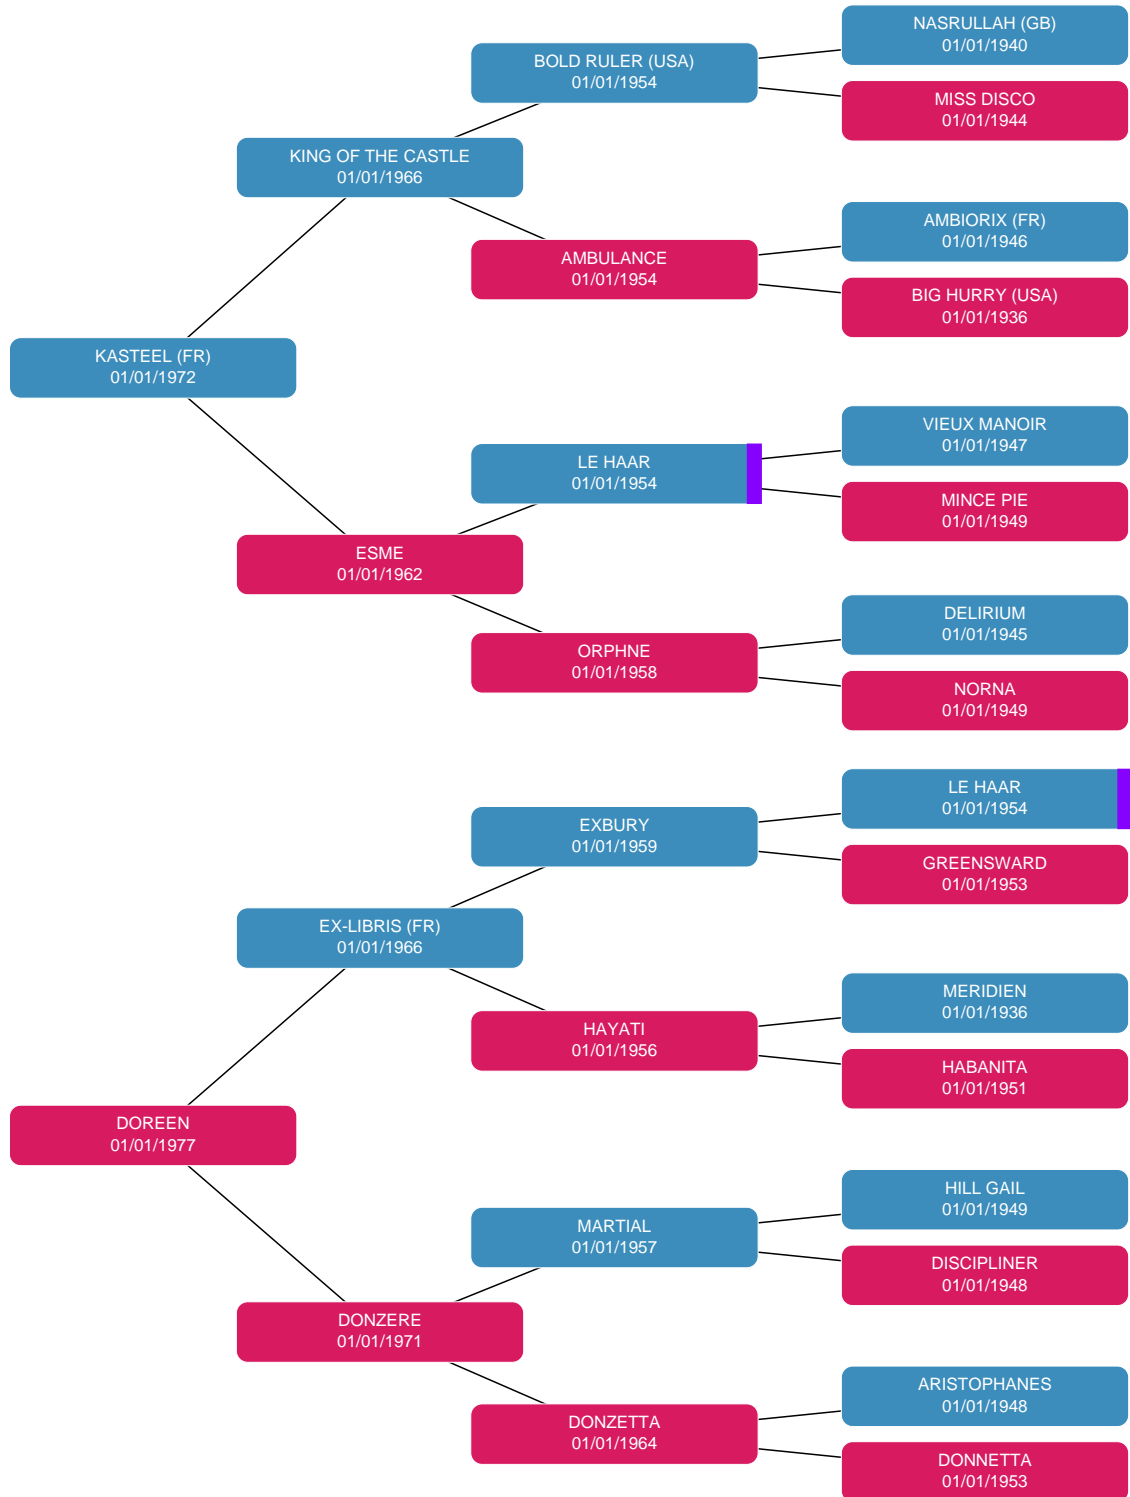 NASRULLAH (GB)
01/01/1940
BOLD RULER (USA)
01/01/1954
MISS DISCO
01/01/1944
KING OF THE CASTLE
01/01/1966
AMBIORIX (FR)
01/01/1946
AMBULANCE
01/01/1954
BIG HURRY (USA)
01/01/1936
KASTEEL (FR)
01/01/1972
VIEUX MANOIR
01/01/1947
LE HAAR
01/01/1954
MINCE PIE
01/01/1949
ESME
01/01/1962
DELIRIUM
01/01/1945
ORPHNE
01/01/1958
NORNA
01/01/1949
LE HAAR
01/01/1954
EXBURY
01/01/1959
GREENSWARD
01/01/1953
EX-LIBRIS (FR)
01/01/1966
MERIDIEN
01/01/1936
HAYATI
01/01/1956
HABANITA
01/01/1951
DOREEN
01/01/1977
HILL GAIL
01/01/1949
MARTIAL
01/01/1957
DISCIPLINER
01/01/1948
DONZERE
01/01/1971
ARISTOPHANES
01/01/1948
DONZETTA
01/01/1964
DONNETTA
01/01/1953